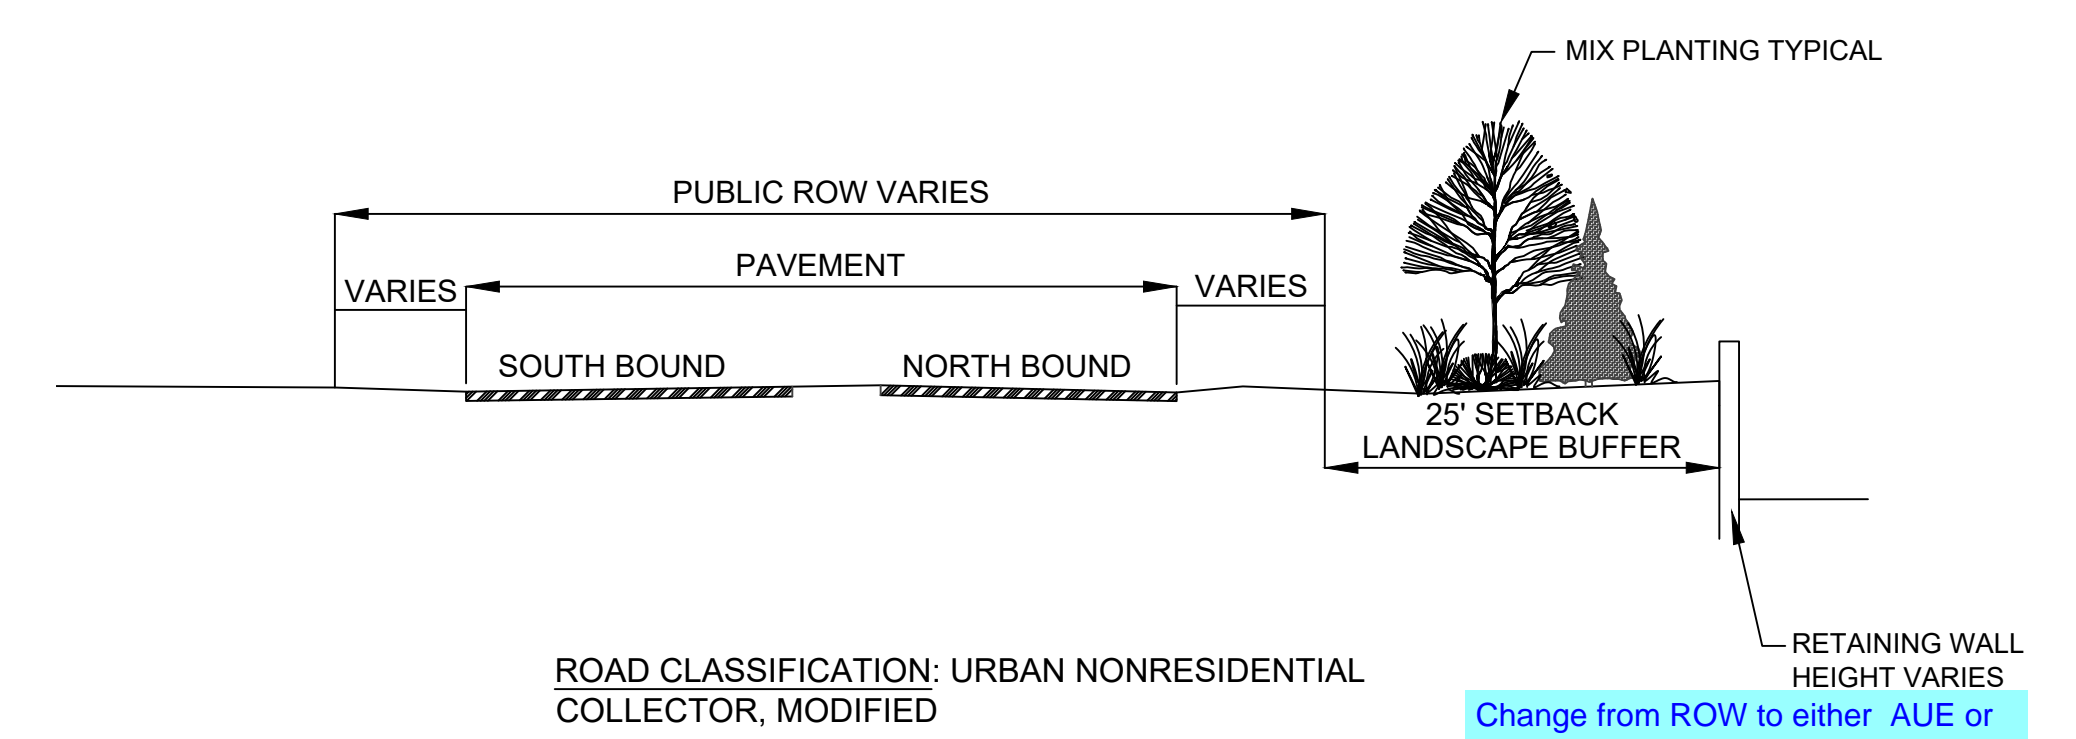 MIX PLANTING TYPICAL
PUBLIC ROW VARIES
PAVEMENT
VARIES
VARIES
SOUTH BOUND
NORTH BOUND
25' SETBACK
LANDSCAPE BUFFER
RETAINING WALL
HEIGHT VARIES
ROAD CLASSIFICATION: URBAN NONRESIDENTIAL
COLLECTOR, MODIFIED
Change from ROW to either AUE or